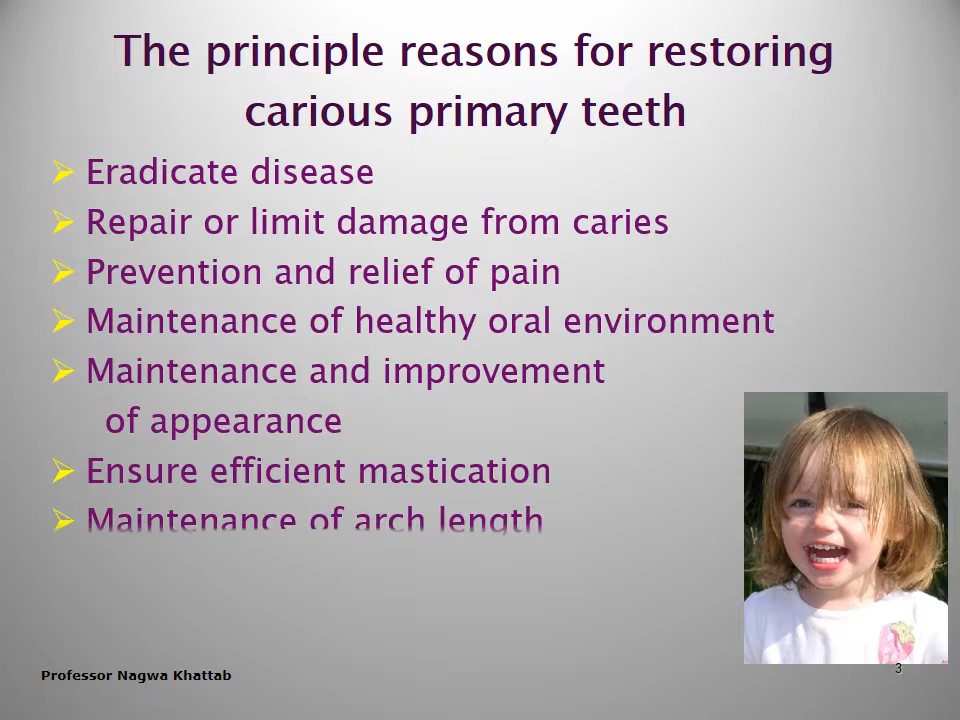 The principle reasons for restoring
carious primary teeth
Eradicate disease
Repair or limit damage from caries
Prevention and relief of pain
Maintenance of healthy oral environment
Maintenance and improvement
of appearance
Ensure efficient mastication
Maintenance of arch length
Professor Nagwa Khattab
3